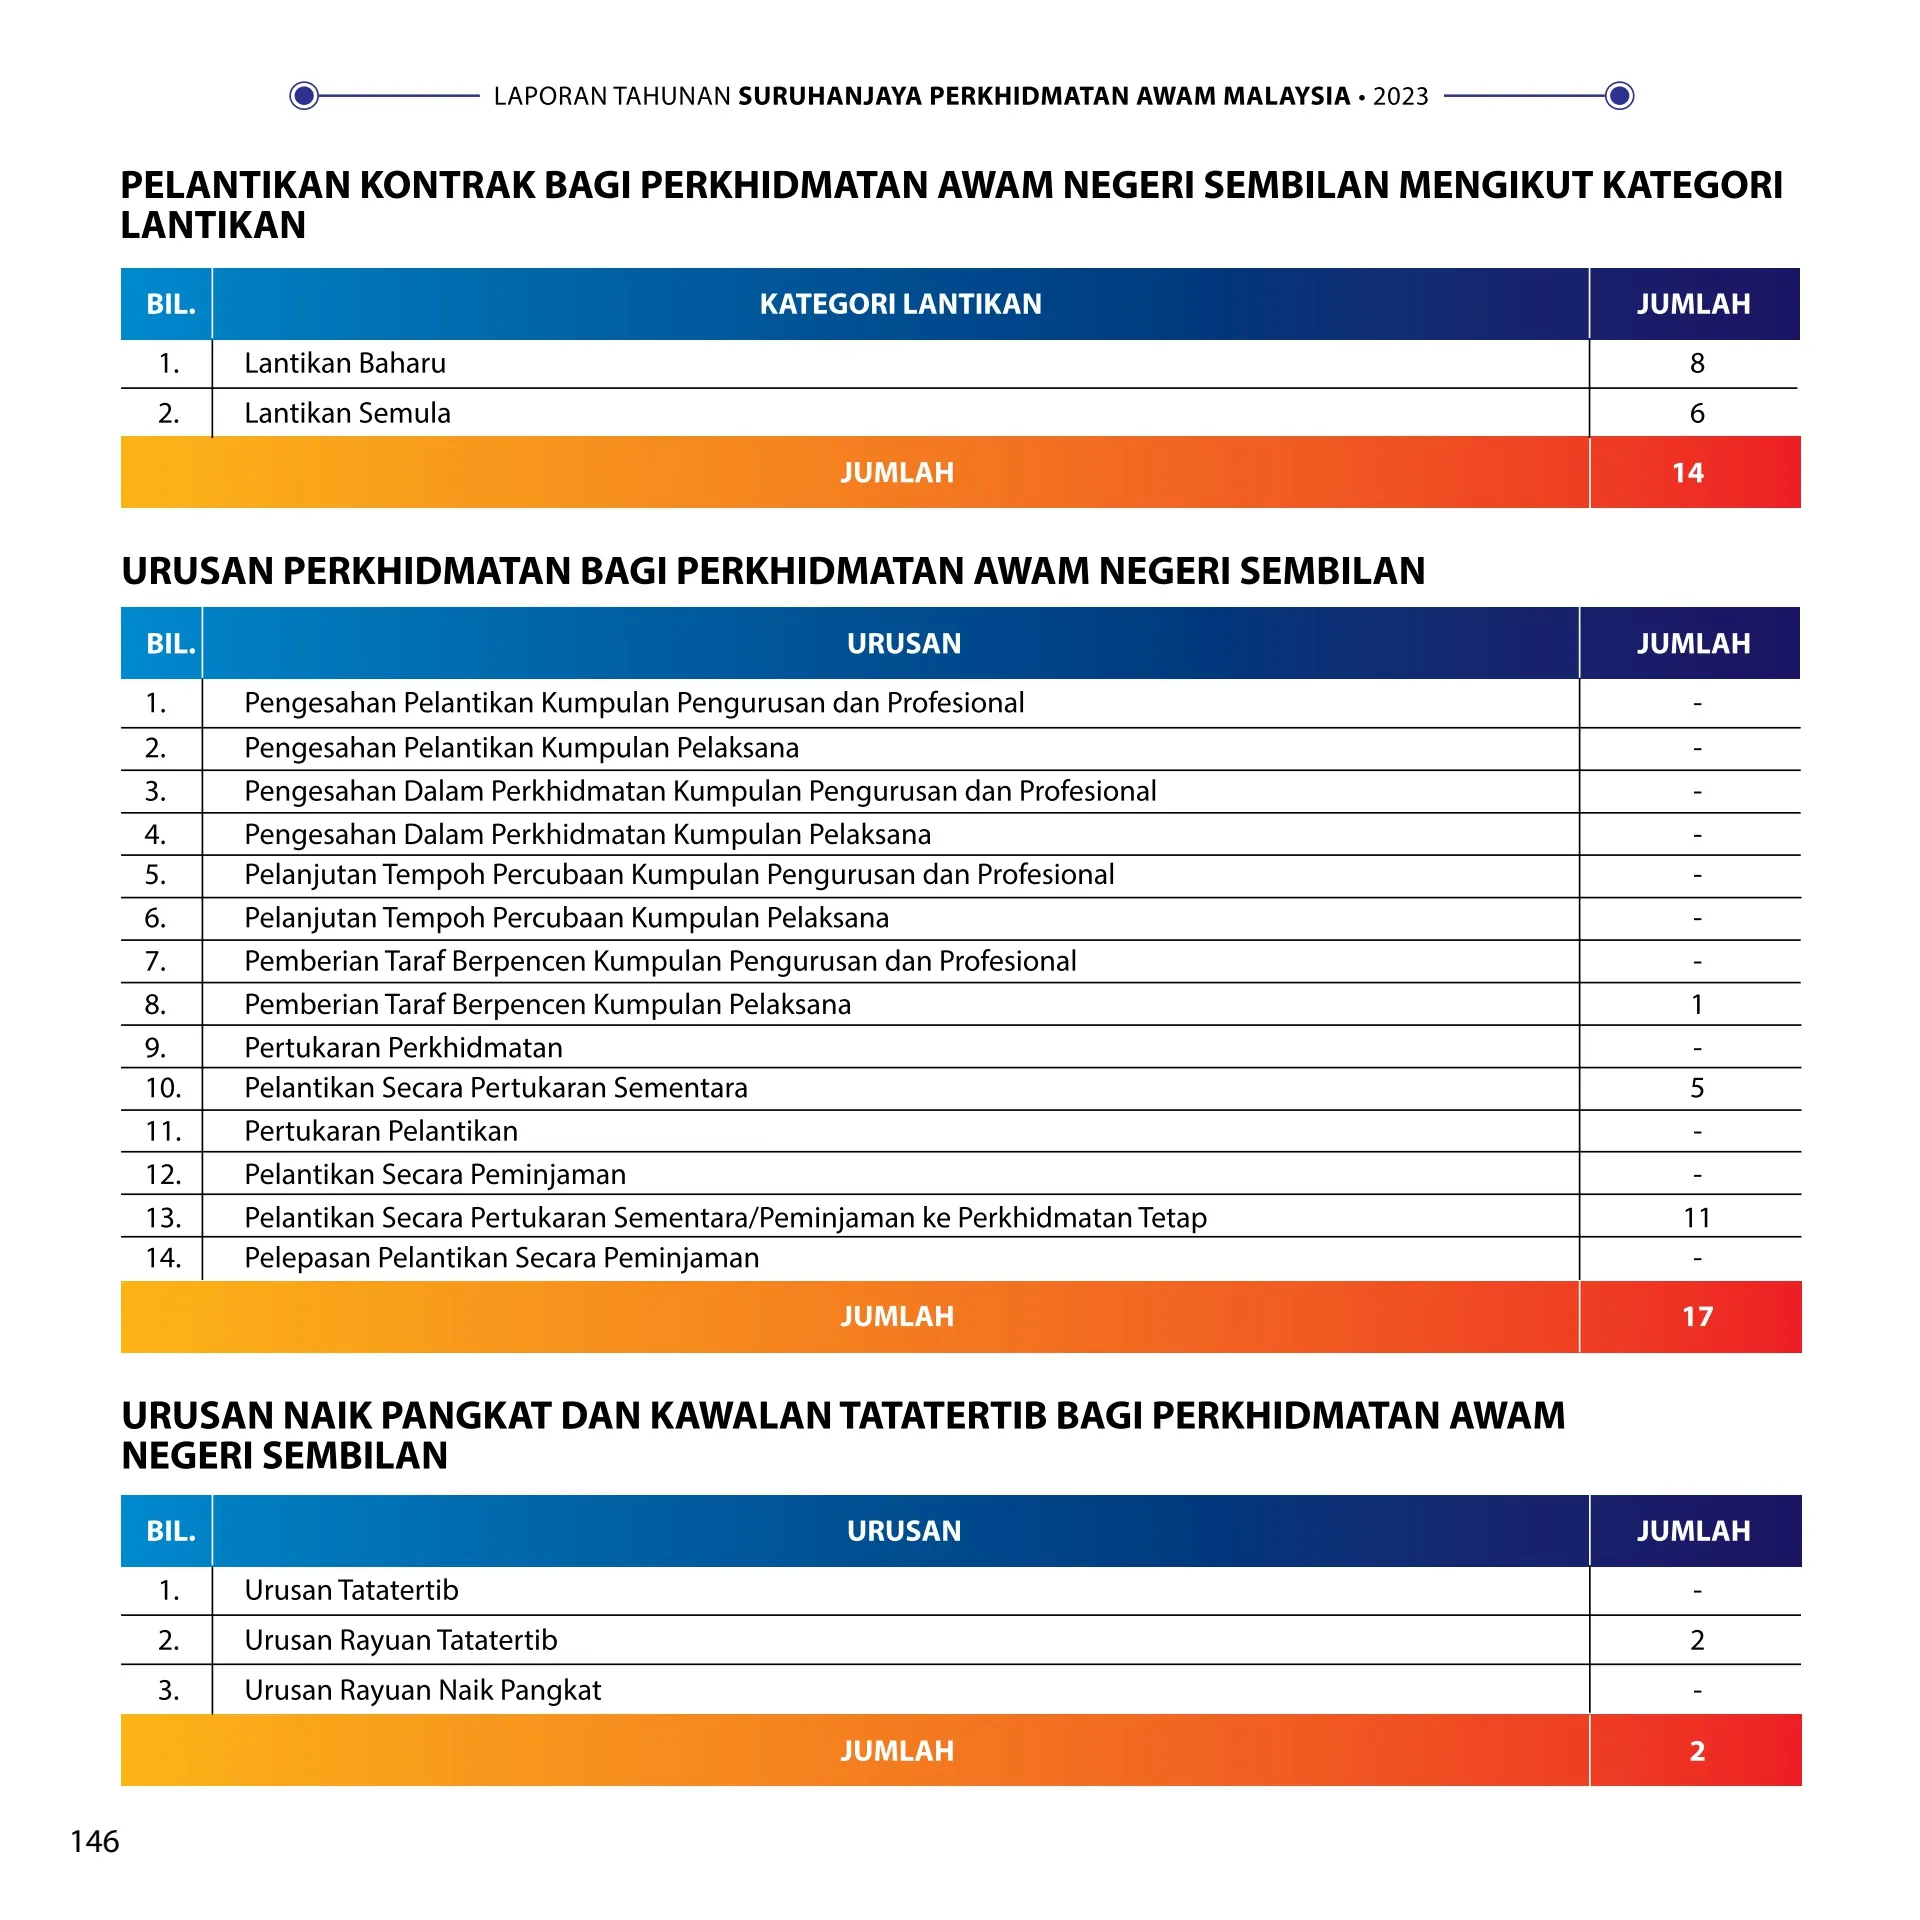 LAPORAN TAHUNAN SURUHANJAYA PERKHIDMATAN AWAM MALAYSIA • 2023
PELANTIKAN KONTRAK BAGI PERKHIDMATAN AWAM NEGERI SEMBILAN MENGIKUT KATEGORI
LANTIKAN
BIL. KATEGORI LANTIKAN JUMLAH
1. Lantikan Baharu 8
2. Lantikan Semula 6
JUMLAH 14
URUSAN PERKHIDMATAN BAGI PERKHIDMATAN AWAM NEGERI SEMBILAN
BIL. URUSAN JUMLAH
1. Pengesahan Pelantikan Kumpulan Pengurusan dan Profesional -
2. Pengesahan Pelantikan Kumpulan Pelaksana -
3. Pengesahan Dalam Perkhidmatan Kumpulan Pengurusan dan Profesional -
4. Pengesahan Dalam Perkhidmatan Kumpulan Pelaksana -
5. Pelanjutan Tempoh Percubaan Kumpulan Pengurusan dan Profesional -
6. Pelanjutan Tempoh Percubaan Kumpulan Pelaksana -
7. Pemberian Taraf Berpencen Kumpulan Pengurusan dan Profesional -
8. Pemberian Taraf Berpencen Kumpulan Pelaksana 1
9. Pertukaran Perkhidmatan -
10. Pelantikan Secara Pertukaran Sementara 5
11. Pertukaran Pelantikan -
12. Pelantikan Secara Peminjaman -
13. Pelantikan Secara Pertukaran Sementara/Peminjaman ke Perkhidmatan Tetap 11
14. Pelepasan Pelantikan Secara Peminjaman -
JUMLAH 17
URUSAN NAIK PANGKAT DAN KAWALAN TATATERTIB BAGI PERKHIDMATAN AWAM
NEGERI SEMBILAN
BIL. URUSAN JUMLAH
1. Urusan Tatatertib -
2. Urusan Rayuan Tatatertib 2
3. Urusan Rayuan Naik Pangkat -
JUMLAH 2
146